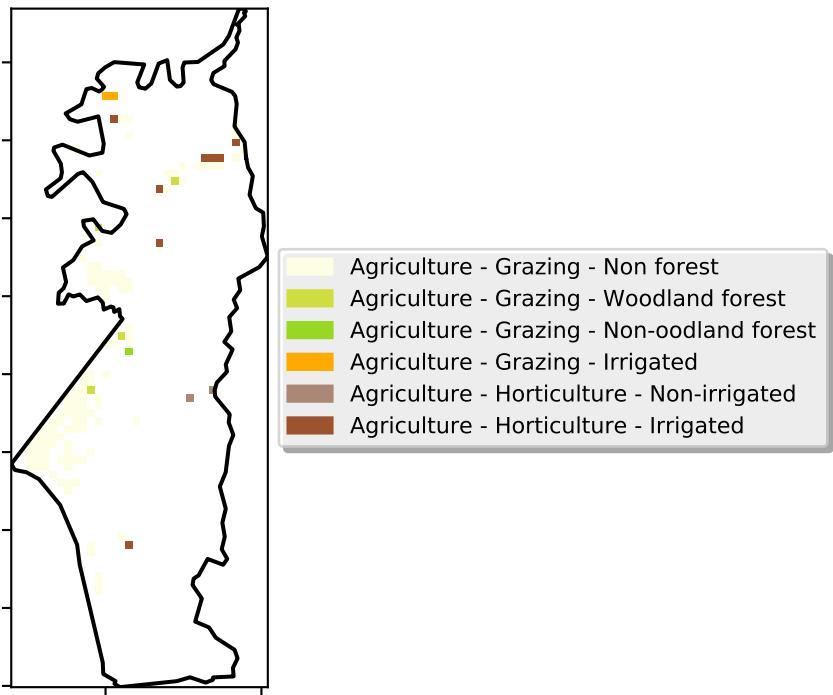 Agriculture - Grazing - Non forest
Agriculture - Grazing - Woodland forest
Agriculture - Grazing - Non-oodland forest
Agriculture - Grazing - Irrigated
Agriculture - Horticulture - Non-irrigated
Agriculture - Horticulture - Irrigated